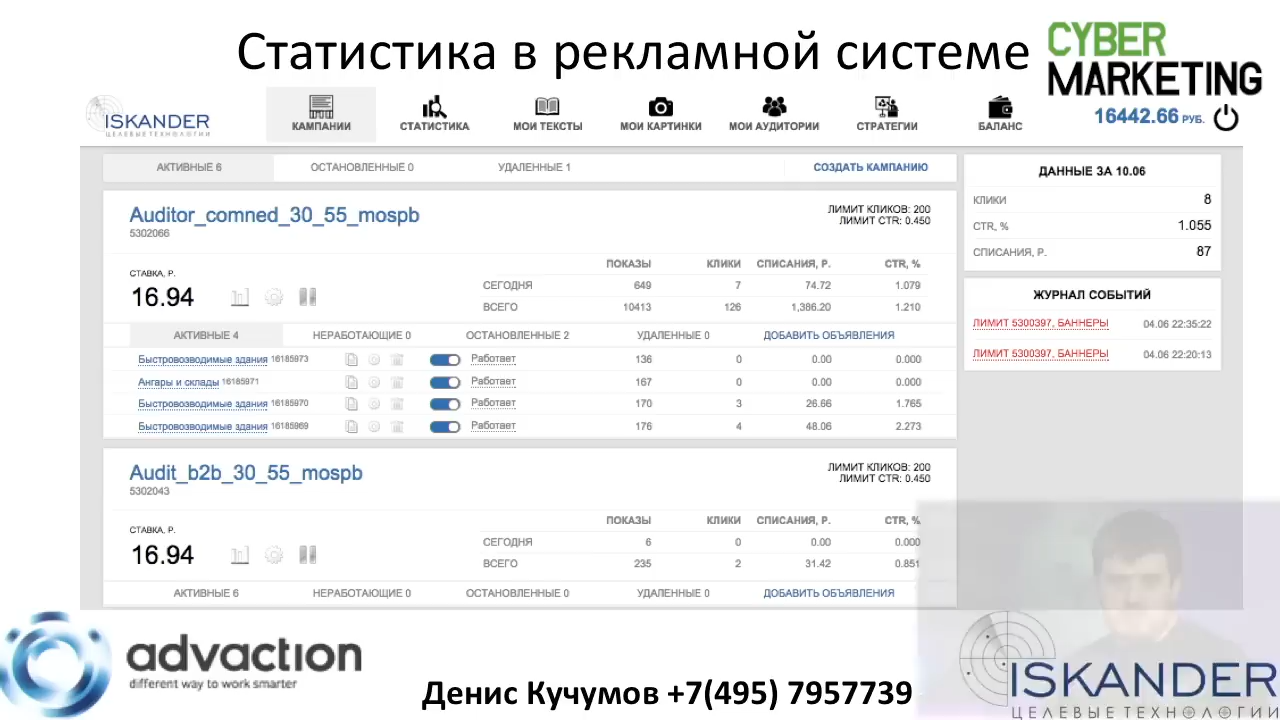 Статистика в рекламной системе
CYBER
MARKETING
ISKANDER
ЦЕЛЕВЫЕ ТЕХНОЛОГИИ
КАМПАНИИ
СТАТИСТИКА
МОИ ТЕКСТЫ
МОИ КАРТИНКИ
МОИ АУДИТОРИИ
СТРАТЕГИИ
БАЛАНС
16442.66 РУБ.
АКТИВНЫЕ 6 ОСТАНОВЛЕННЫЕ 0 УДАЛЕННЫЕ 1 СОЗДАТЬ КАМПАНИЮ
Auditor_comned_30_55_mospb
5302066
ЛИМИТ КЛИКОВ: 200
ЛИМИТ CTR: 0.450
СТАВКА, Р.
16.94
ПОКАЗЫ КЛИКИ СПИСАНИЯ, Р. CTR, %
СЕГОДНЯ 649 7 74.72 1.079
ВСЕГО 10413 126 1,386.20 1.210
АКТИВНЫЕ 4 НЕРАБОТАЮЩИЕ 0 ОСТАНОВЛЕННЫЕ 2 УДАЛЕННЫЕ 0 ДОБАВИТЬ ОБЪЯВЛЕНИЯ
Быстровозводимые здания 16185973 Работает 136 0 0.00 0.000
Ангары и склады 16185971 Работает 167 0 0.00 0.000
Быстровозводимые здания 16185970 Работает 170 3 26.66 1.765
Быстровозводимые здания 16185969 Работает 176 4 48.06 2.273
Audit_b2b_30_55_mospb
5302043
ЛИМИТ КЛИКОВ: 200
ЛИМИТ CTR: 0.450
СТАВКА, Р.
16.94
ПОКАЗЫ КЛИКИ СПИСАНИЯ, Р. CTR, %
СЕГОДНЯ 6 0 0.00 0.000
ВСЕГО 235 2 31.42 0.851
АКТИВНЫЕ 6 НЕРАБОТАЮЩИЕ 0 ОСТАНОВЛЕННЫЕ 0 УДАЛЕННЫЕ 0 ДОБАВИТЬ ОБЪЯВЛЕНИЯ
ДАННЫЕ ЗА 10.06
КЛИКИ 8
CTR, % 1.055
СПИСАНИЯ, Р. 87
ЖУРНАЛ СОБЫТИЙ
ЛИМИТ 5300397, БАННЕРЫ 04.06 22:35:22
ЛИМИТ 5300397, БАННЕРЫ 04.06 22:20:13
advaction
different way to work smarter
Денис Кучумов +7(495) 7957739
ISKANDER
ЦЕЛЕВЫЕ ТЕХНОЛОГИИ